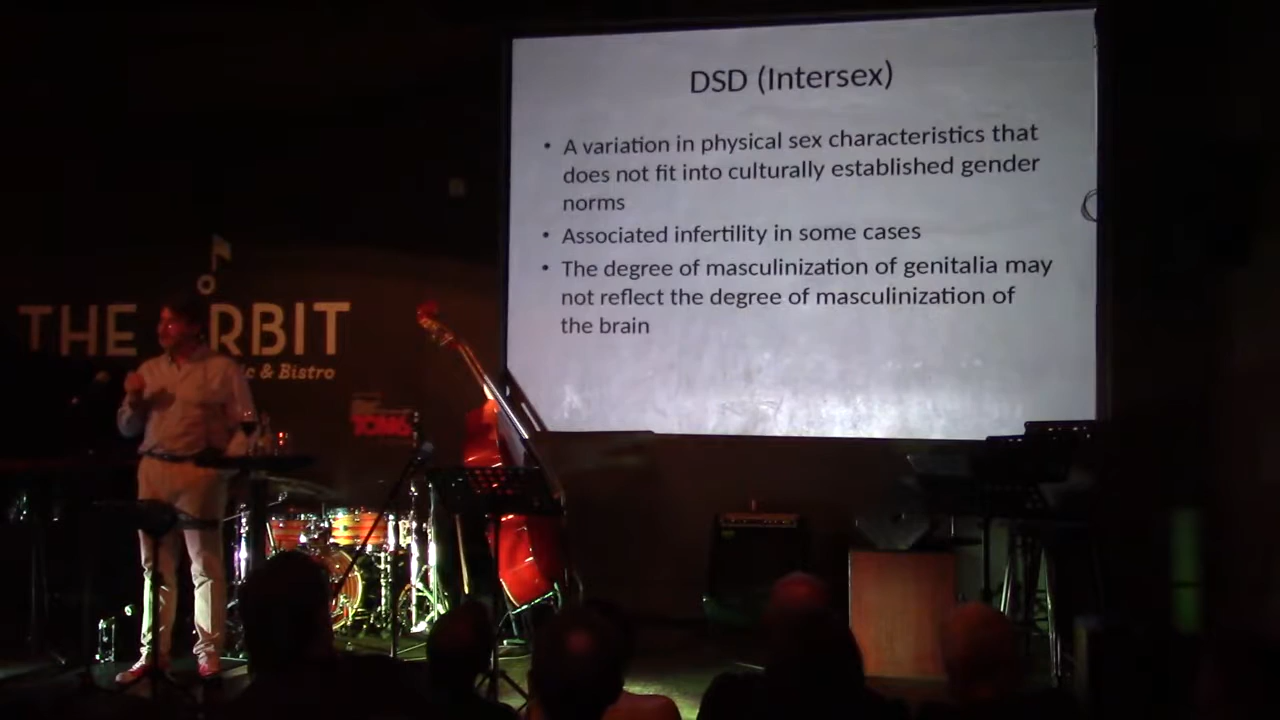 DSD (Intersex)
• A variation in physical sex characteristics that
does not fit into culturally established gender
norms
• Associated infertility in some cases
• The degree of masculinization of genitalia may
not reflect the degree of masculinization of
the brain
THE ORBIT
& Bistro